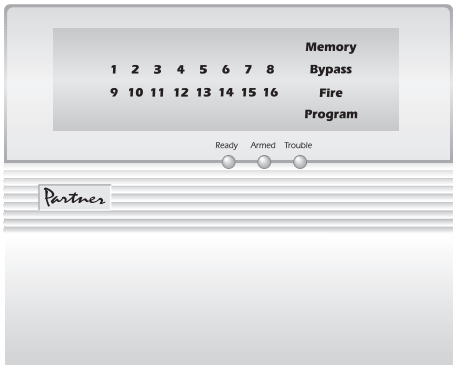 Memory
1 2 3 4 5 6 7 8 Bypass
9 10 11 12 13 14 15 16 Fire
Program
Ready Armed Trouble
Partner